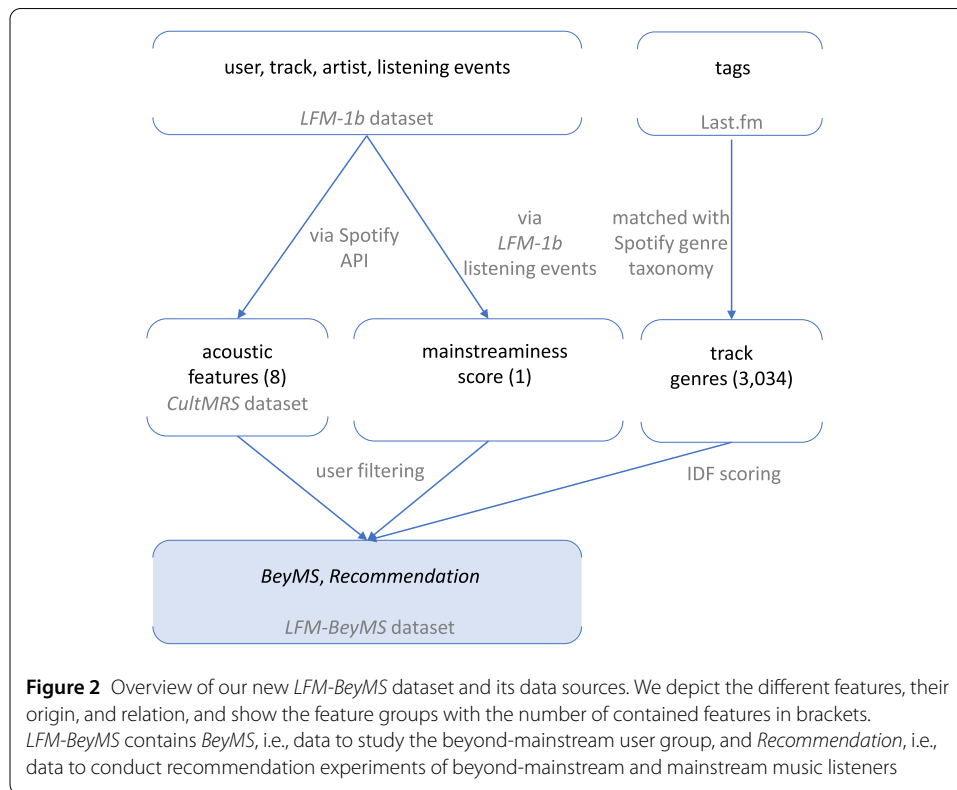 user, track, artist, listening events
LFM-1b dataset
tags
Last.fm
via Spotify
API
via
LFM-1b
listening events
matched with
Spotify genre
taxonomy
acoustic
features (8)
CultMRS dataset
mainstreaminess
score (1)
track
genres (3,034)
user filtering
IDF scoring
BeyMS, Recommendation
LFM-BeyMS dataset
Figure 2 Overview of our new LFM-BeyMS dataset and its data sources. We depict the different features, their
origin, and relation, and show the feature groups with the number of contained features in brackets.
LFM-BeyMS contains BeyMS, i.e., data to study the beyond-mainstream user group, and Recommendation, i.e.,
data to conduct recommendation experiments of beyond-mainstream and mainstream music listeners